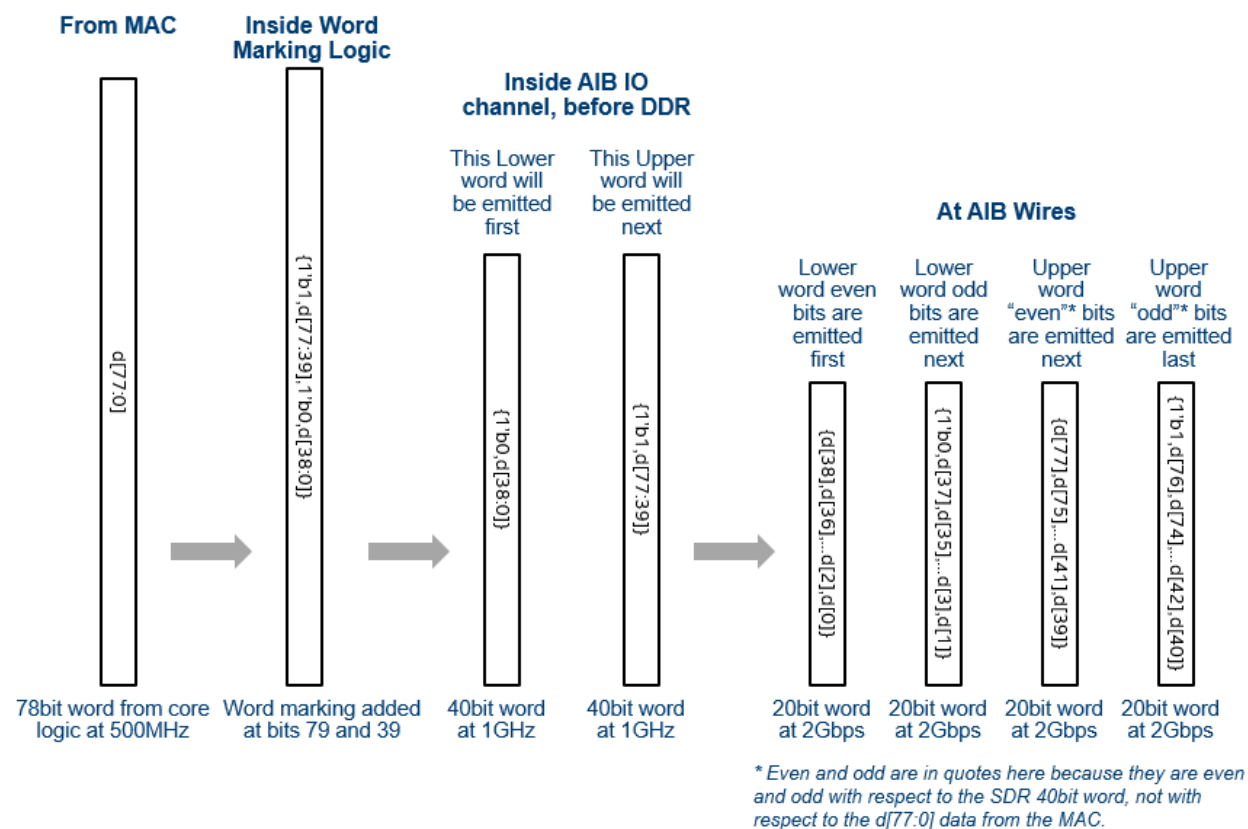 From MAC
Inside Word
Marking Logic
Inside AIB IO
channel, before DDR
This Lower
word will
be emitted
first
This Upper
word will
be emitted
next
At AIB Wires
Lower
word even
bits are
emitted
first
Lower
word odd
bits are
emitted
next
Upper
word
“even”* bits
are emitted
next
Upper
word
“odd”* bits
are emitted
last
d[77:0]
{1'b1,d[77:39],1'b0,d[38:0]}
{1'b0,d[38:0]}
{1'b1,d[77:39]}
{d[38],d[36],...d[2],d[0]}
{1'b0,d[37],d[35],...d[3],d[1]}
{d[77],d[75],...d[41],d[39]}
{1'b1,d[76],d[74],...d[42],d[40]}
78bit word from core
logic at 500MHz
Word marking added
at bits 79 and 39
40bit word
at 1GHz
40bit word
at 1GHz
20bit word
at 2Gbps
20bit word
at 2Gbps
20bit word
at 2Gbps
20bit word
at 2Gbps
* Even and odd are in quotes here because they are even
and odd with respect to the SDR 40bit word, not with
respect to the d[77:0] data from the MAC.